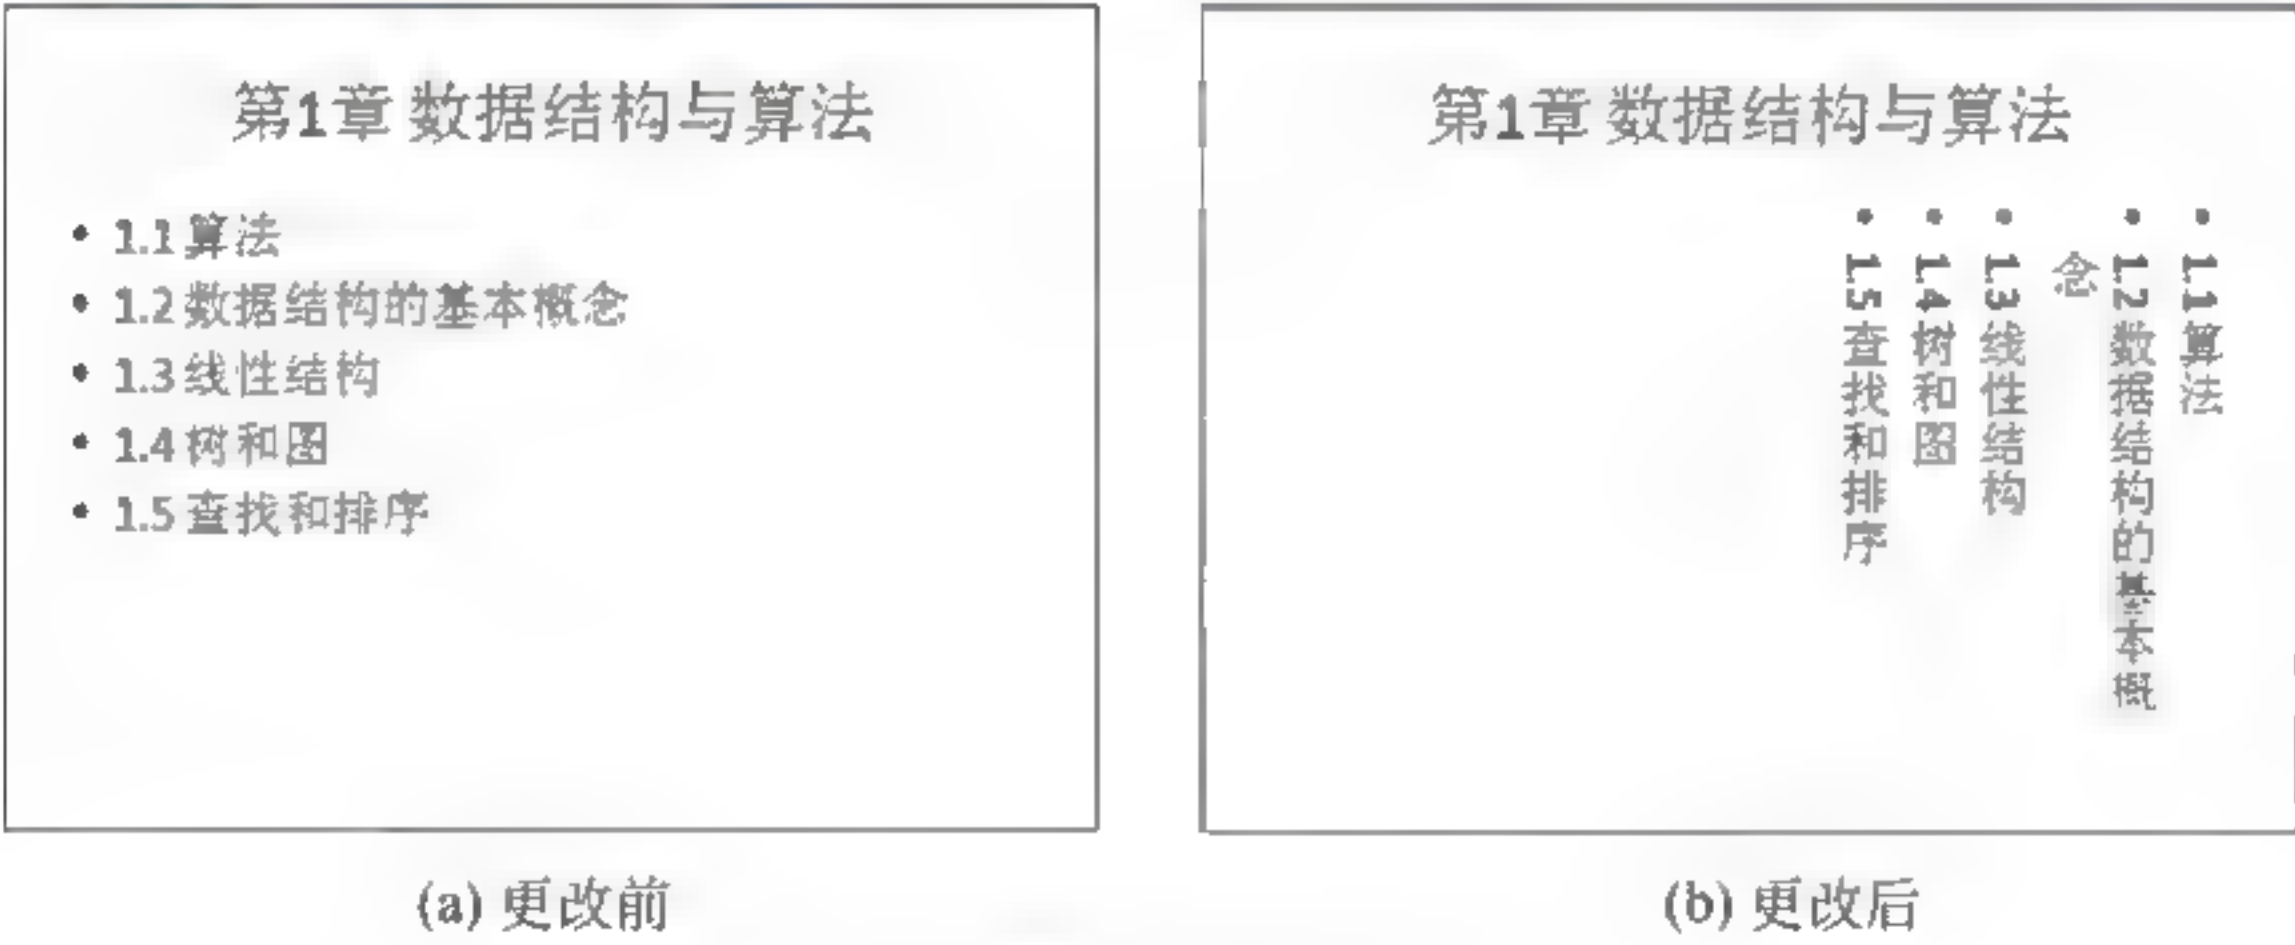 第1章 数据结构与算法
• 1.1 算法
• 1.2 数据结构的基本概念
• 1.3 线性结构
• 1.4 树和图
• 1.5 查找和排序
(a) 更改前
第1章 数据结构与算法
• 1.1 算法
• 1.2 数据结构的基本概
念
• 1.3 线性结构
• 1.4 树和图
• 1.5 查找和排序
(b) 更改后